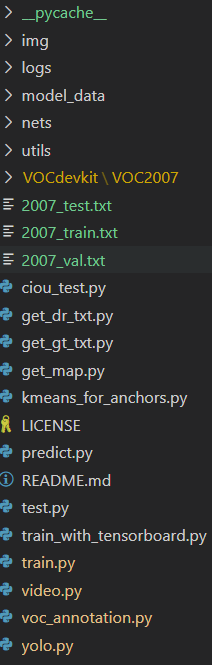 __pycache__
img
logs
model_data
nets
utils
VOCdevkit \ VOC2007
2007_test.txt
2007_train.txt
2007_val.txt
ciou_test.py
get_dr_txt.py
get_gt_txt.py
get_map.py
kmeans_for_anchors.py
LICENSE
predict.py
README.md
test.py
train_with_tensorboard.py
train.py
video.py
voc_annotation.py
yolo.py